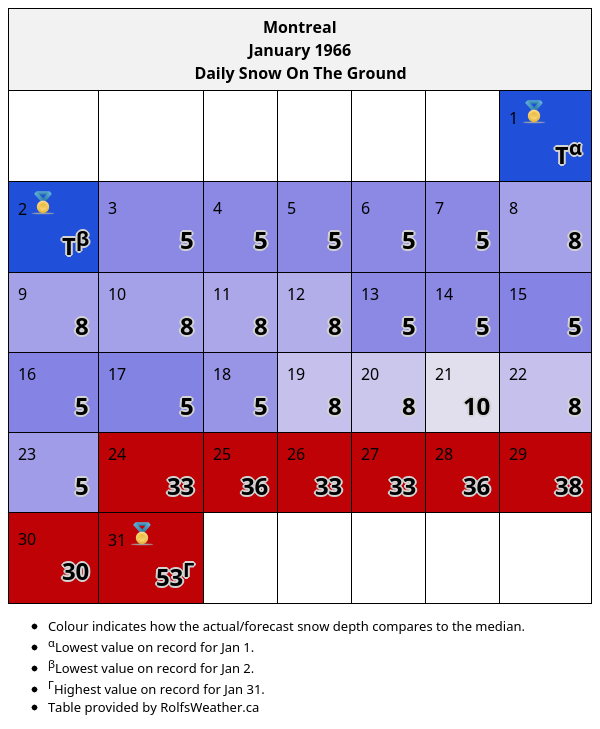 Montreal
January 1966
Daily Snow On The Ground
1
Tα
2 3 4 5 6 7 8
Tβ 5 5 5 5 5 8
9 10 11 12 13 14 15
8 8 8 8 5 5 5
16 17 18 19 20 21 22
5 5 5 8 8 10 8
23 24 25 26 27 28 29
5 33 36 33 33 36 38
30 31
30 53Γ
• Colour indicates how the actual/forecast snow depth compares to the median.
• αLowest value on record for Jan 1.
• βLowest value on record for Jan 2.
• ΓHighest value on record for Jan 31.
• Table provided by RolfsWeather.ca